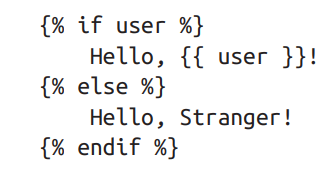 {% if user %}
    Hello, {{ user }}!
{% else %}
    Hello, Stranger!
{% endif %}